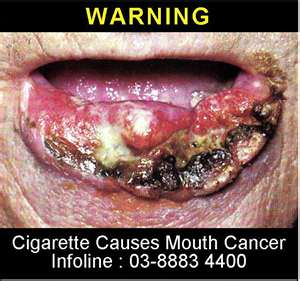 WARNING
Cigarette Causes Mouth Cancer
Infoline : 03-8883 4400